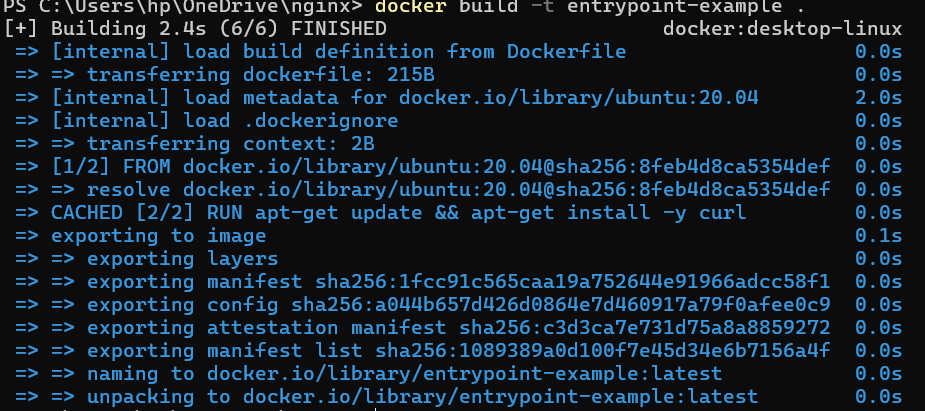 PS C:\Users\hp\OneDrive\nginx> docker build -t entrypoint-example .
[+] Building 2.4s (6/6) FINISHED docker:desktop-linux
=> [internal] load build definition from Dockerfile 0.0s
=> => transferring dockerfile: 215B 0.0s
=> [internal] load metadata for docker.io/library/ubuntu:20.04 2.0s
=> [internal] load .dockerignore 0.0s
=> => transferring context: 2B 0.0s
=> [1/2] FROM docker.io/library/ubuntu:20.04@sha256:8feb4d8ca5354def 0.0s
=> => resolve docker.io/library/ubuntu:20.04@sha256:8feb4d8ca5354def 0.0s
=> CACHED [2/2] RUN apt-get update && apt-get install -y curl 0.0s
=> exporting to image 0.1s
=> => exporting layers 0.0s
=> => exporting manifest sha256:1fcc91c565caa19a752644e91966adcc58f1 0.0s
=> => exporting config sha256:a044b657d426d0864e7d460917a79f0afee0c9 0.0s
=> => exporting attestation manifest sha256:c3d3ca7e731d75a8a8859272 0.0s
=> => exporting manifest list sha256:1089389a0d100f7e45d34e6b7156a4f 0.0s
=> => naming to docker.io/library/entrypoint-example:latest 0.0s
=> => unpacking to docker.io/library/entrypoint-example:latest 0.0s